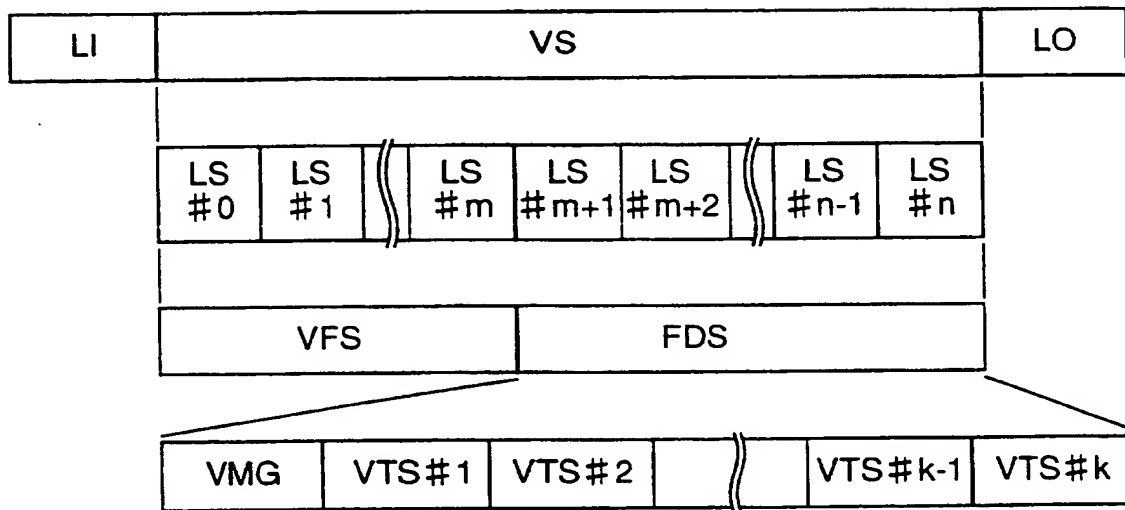 LI VS LO
LS LS LS LS LS LS LS
#0 #1 #m #m+1 #m+2 #n-1 #n
VFS FDS
VMG VTS#1 VTS#2 VTS#k-1 VTS#k